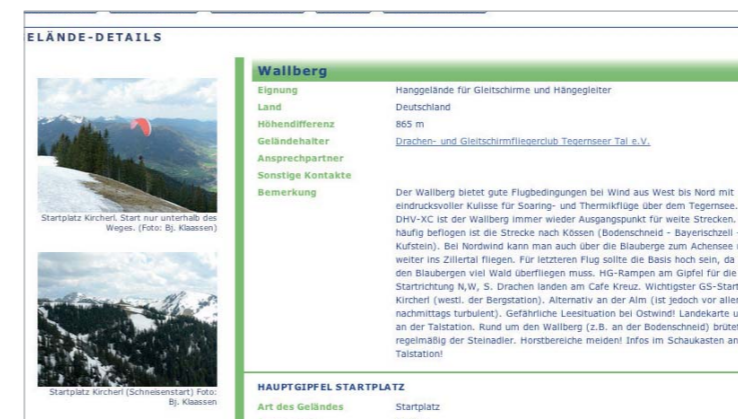 ELÄNDE-DETAILS
Startplatz Kircherl. Start nur unterhalb des
Weges. (Foto: Bj. Klaassen)
Startplatz Kircherl (Schneisenstart) Foto:
Bj. Klaassen
Wallberg
Eignung Hanggelände für Gleitschirme und Hängegleiter
Land Deutschland
Höhendifferenz 865 m
Geländehalter Drachen- und Gleitschirmfliegerclub Tegernseer Tal e.V.
Ansprechpartner
Sonstige Kontakte
Bemerkung Der Wallberg bietet gute Flugbedingungen bei Wind aus West bis Nord mit
eindrucksvoller Kulisse für Soaring- und Thermikflüge über dem Tegernsee.
DHV-XC ist der Wallberg immer wieder Ausgangspunkt für weite Strecken.
häufig beflogen ist die Strecke nach Kössen (Bodenschneid - Bayerischzell -
Kufstein). Bei Nordwind kann man auch über die Blauberge zum Achensee
weiter ins Zillertal fliegen. Für letzteren Flug sollte die Basis hoch sein, da
den Blaubergen viel Wald überfliegen muss. HG-Rampen am Gipfel für die
Startrichtung N,W, S. Drachen landen am Cafe Kreuz. Wichtigster GS-Start
Kircherl (westl. der Bergstation). Alternativ an der Alm (ist jedoch vor aller
nachmittags turbulent). Gefährliche Leesituation bei Ostwind! Landekarte u
an der Talstation. Rund um den Wallberg (z.B. an der Bodenschneid) brütet
regelmäßig der Steinadler. Horstbereiche meiden! Infos im Schaukasten an
Talstation!
HAUPTGIPFEL STARTPLATZ
Art des Geländes Startplatz